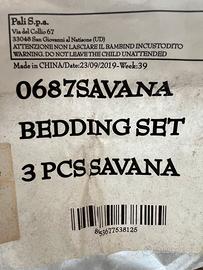 Pali S.p.a.
Via del Collio 67
33048 San Giovanni al Natisone (UD)
ATTENZIONE NON LASCIARE IL BAMBINO INCUSTODITO
WARNING. DO NOT LEAVE THE CHILD UNATTENDED
Made in CHINA/DATE:23/09/2019-Week:39
0687SAVANA
BEDDING SET
3 PCS SAVANA